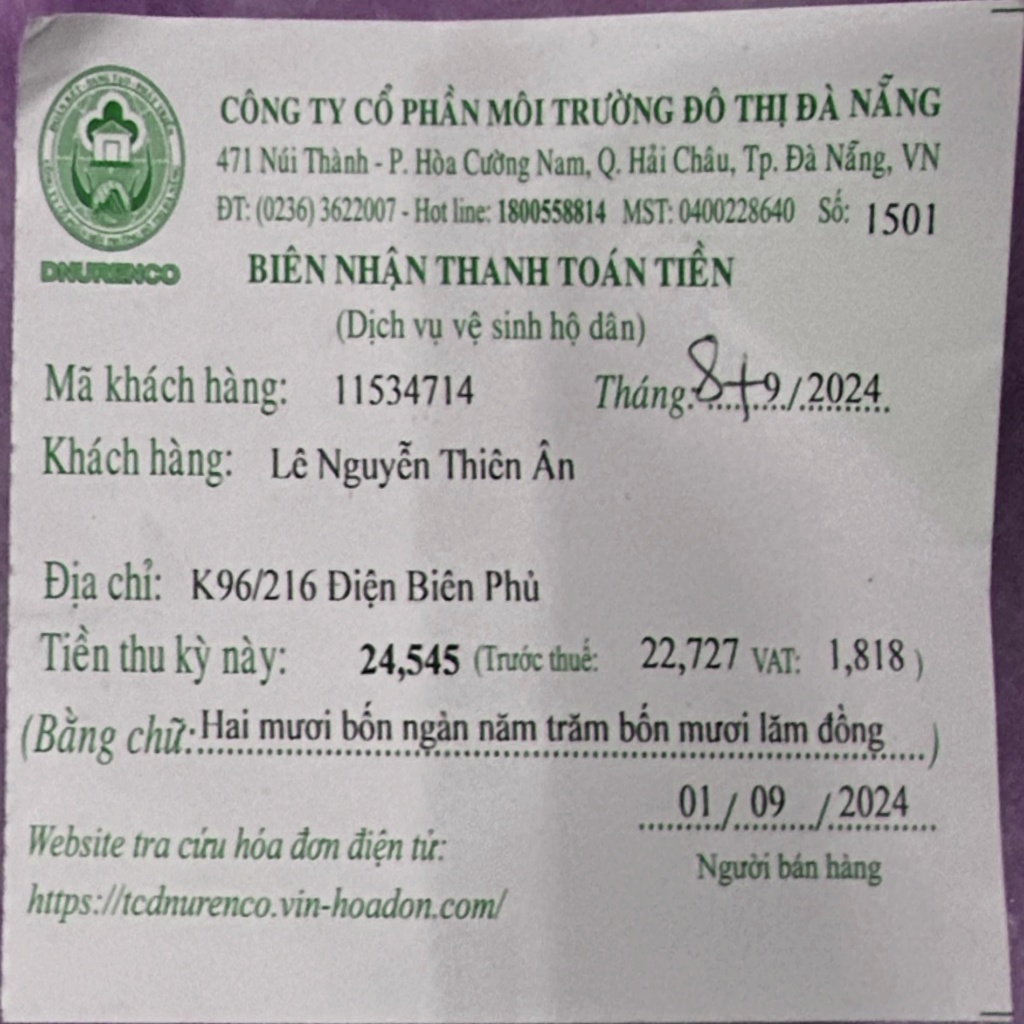 CÔNG TY CỔ PHẦN MÔI TRƯỜNG ĐÔ THỊ ĐÀ NẴNG
471 Núi Thành - P. Hòa Cường Nam, Q. Hải Châu, Tp. Đà Nẵng, VN
ĐT: (0236) 3622007 - Hot line: 1800558814 MST: 0400228640 Số: 1501
DNURENCO
BIÊN NHẬN THANH TOÁN TIỀN
(Dịch vụ vệ sinh hộ dân)
Mã khách hàng: 11534714 Tháng: 8+9/2024
Khách hàng: Lê Nguyễn Thiên Ân
Địa chỉ: K96/216 Điện Biên Phủ
Tiền thu kỳ này: 24,545 (Trước thuế: 22,727 VAT: 1,818 )
(Bằng chữ: Hai mươi bốn ngàn năm trăm bốn mươi lăm đồng )
01 / 09 / 2024
Người bán hàng
Website tra cứu hóa đơn điện tử:
https://tcdnurenco.vin-hoadon.com/